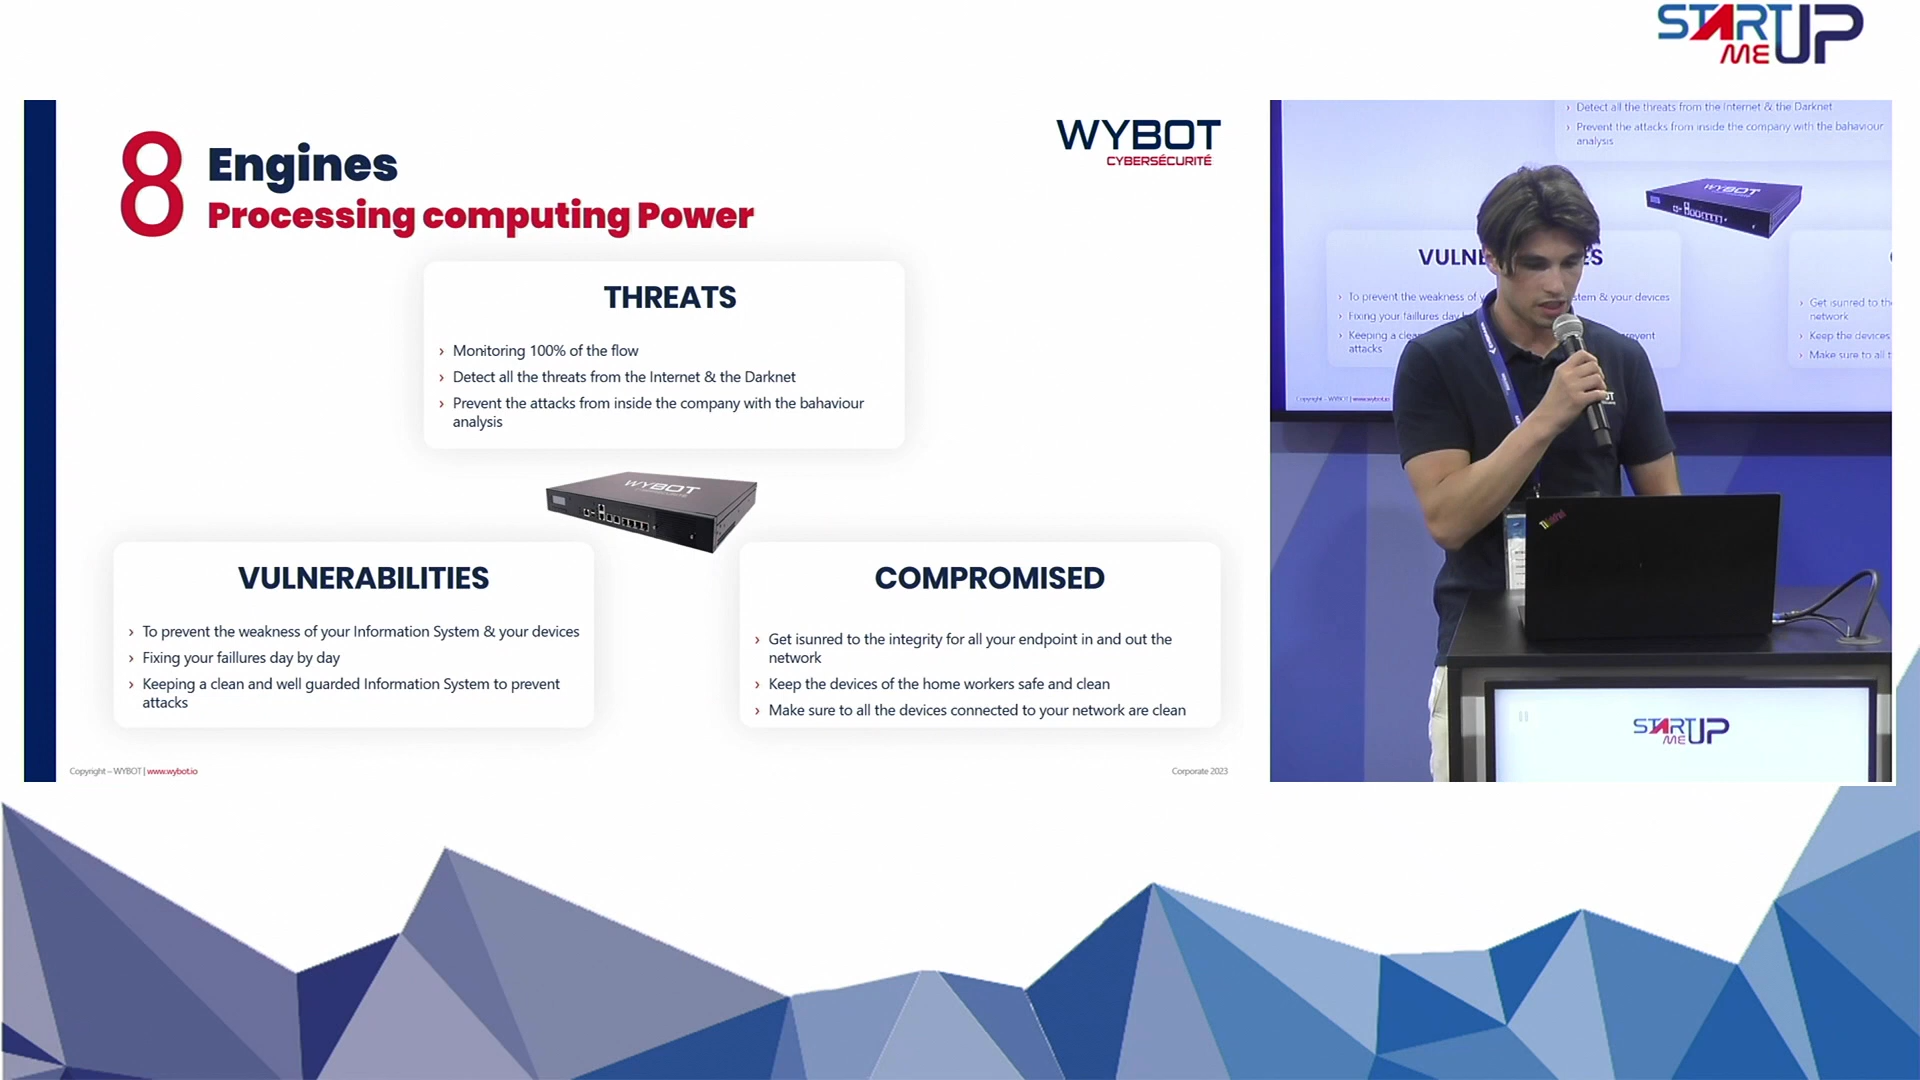 START
ME UP
8 Engines
Processing computing Power
WYBOT
CYBERSÉCURITÉ
THREATS
› Monitoring 100% of the flow
› Detect all the threats from the Internet & the Darknet
› Prevent the attacks from inside the company with the bahaviour
analysis
WYBOT
VULNERABILITIES
› To prevent the weakness of your Information System & your devices
› Fixing your faillures day by day
› Keeping a clean and well guarded Information System to prevent
attacks
COMPROMISED
› Get isunred to the integrity for all your endpoint in and out the
network
› Keep the devices of the home workers safe and clean
› Make sure to all the devices connected to your network are clean
Copyright – WYBOT | www.wybot.io
Corporate 2023
› Detect all the threats from the Internet & the Darknet
› Prevent the attacks from inside the company with the bahaviour
analysis
WYBOT
VULN ES
› To prevent the weakness of stem & your devices
› Fixing your faillures day
› Keeping a clea revent
attacks
› Get isunred to th
network
› Keep the devices
› Make sure to all t
Copyright – WYBOT | www.wybot.io
ThinkPad
START
ME UP